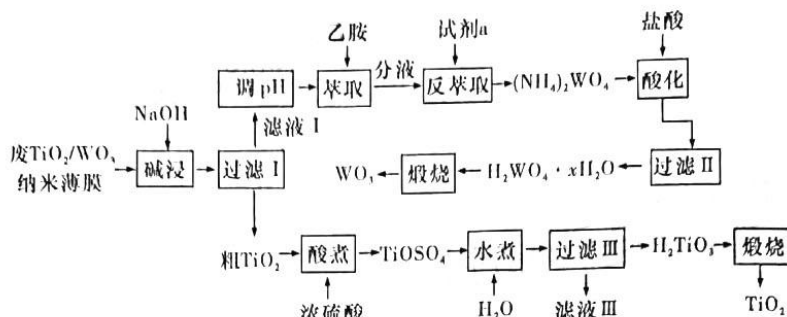 乙胺
试剂a
盐酸
调pH
萃取
分液
反萃取
(NH₄)₂WO₄
酸化
NaOH
滤液Ⅰ
废TiO₂/WO₃
纳米薄膜
碱浸
过滤Ⅰ
WO₃
煅烧
H₂WO₄·xH₂O
过滤Ⅱ
粗TiO₂
酸煮
TiOSO₄
水煮
过滤Ⅲ
H₂TiO₃
煅烧
浓硫酸
H₂O
滤液Ⅲ
TiO₂